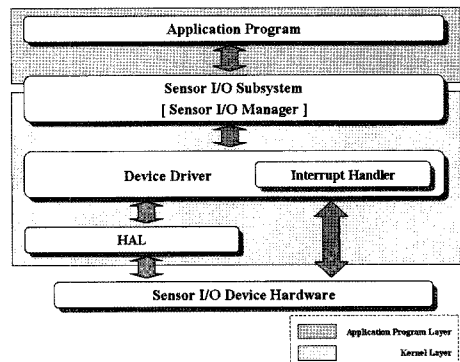 Application Program
Sensor I/O Subsystem
[ Sensor I/O Manager ]
Device Driver
Interrupt Handler
HAL
Sensor I/O Device Hardware
Application Program Layer
Kernel Layer